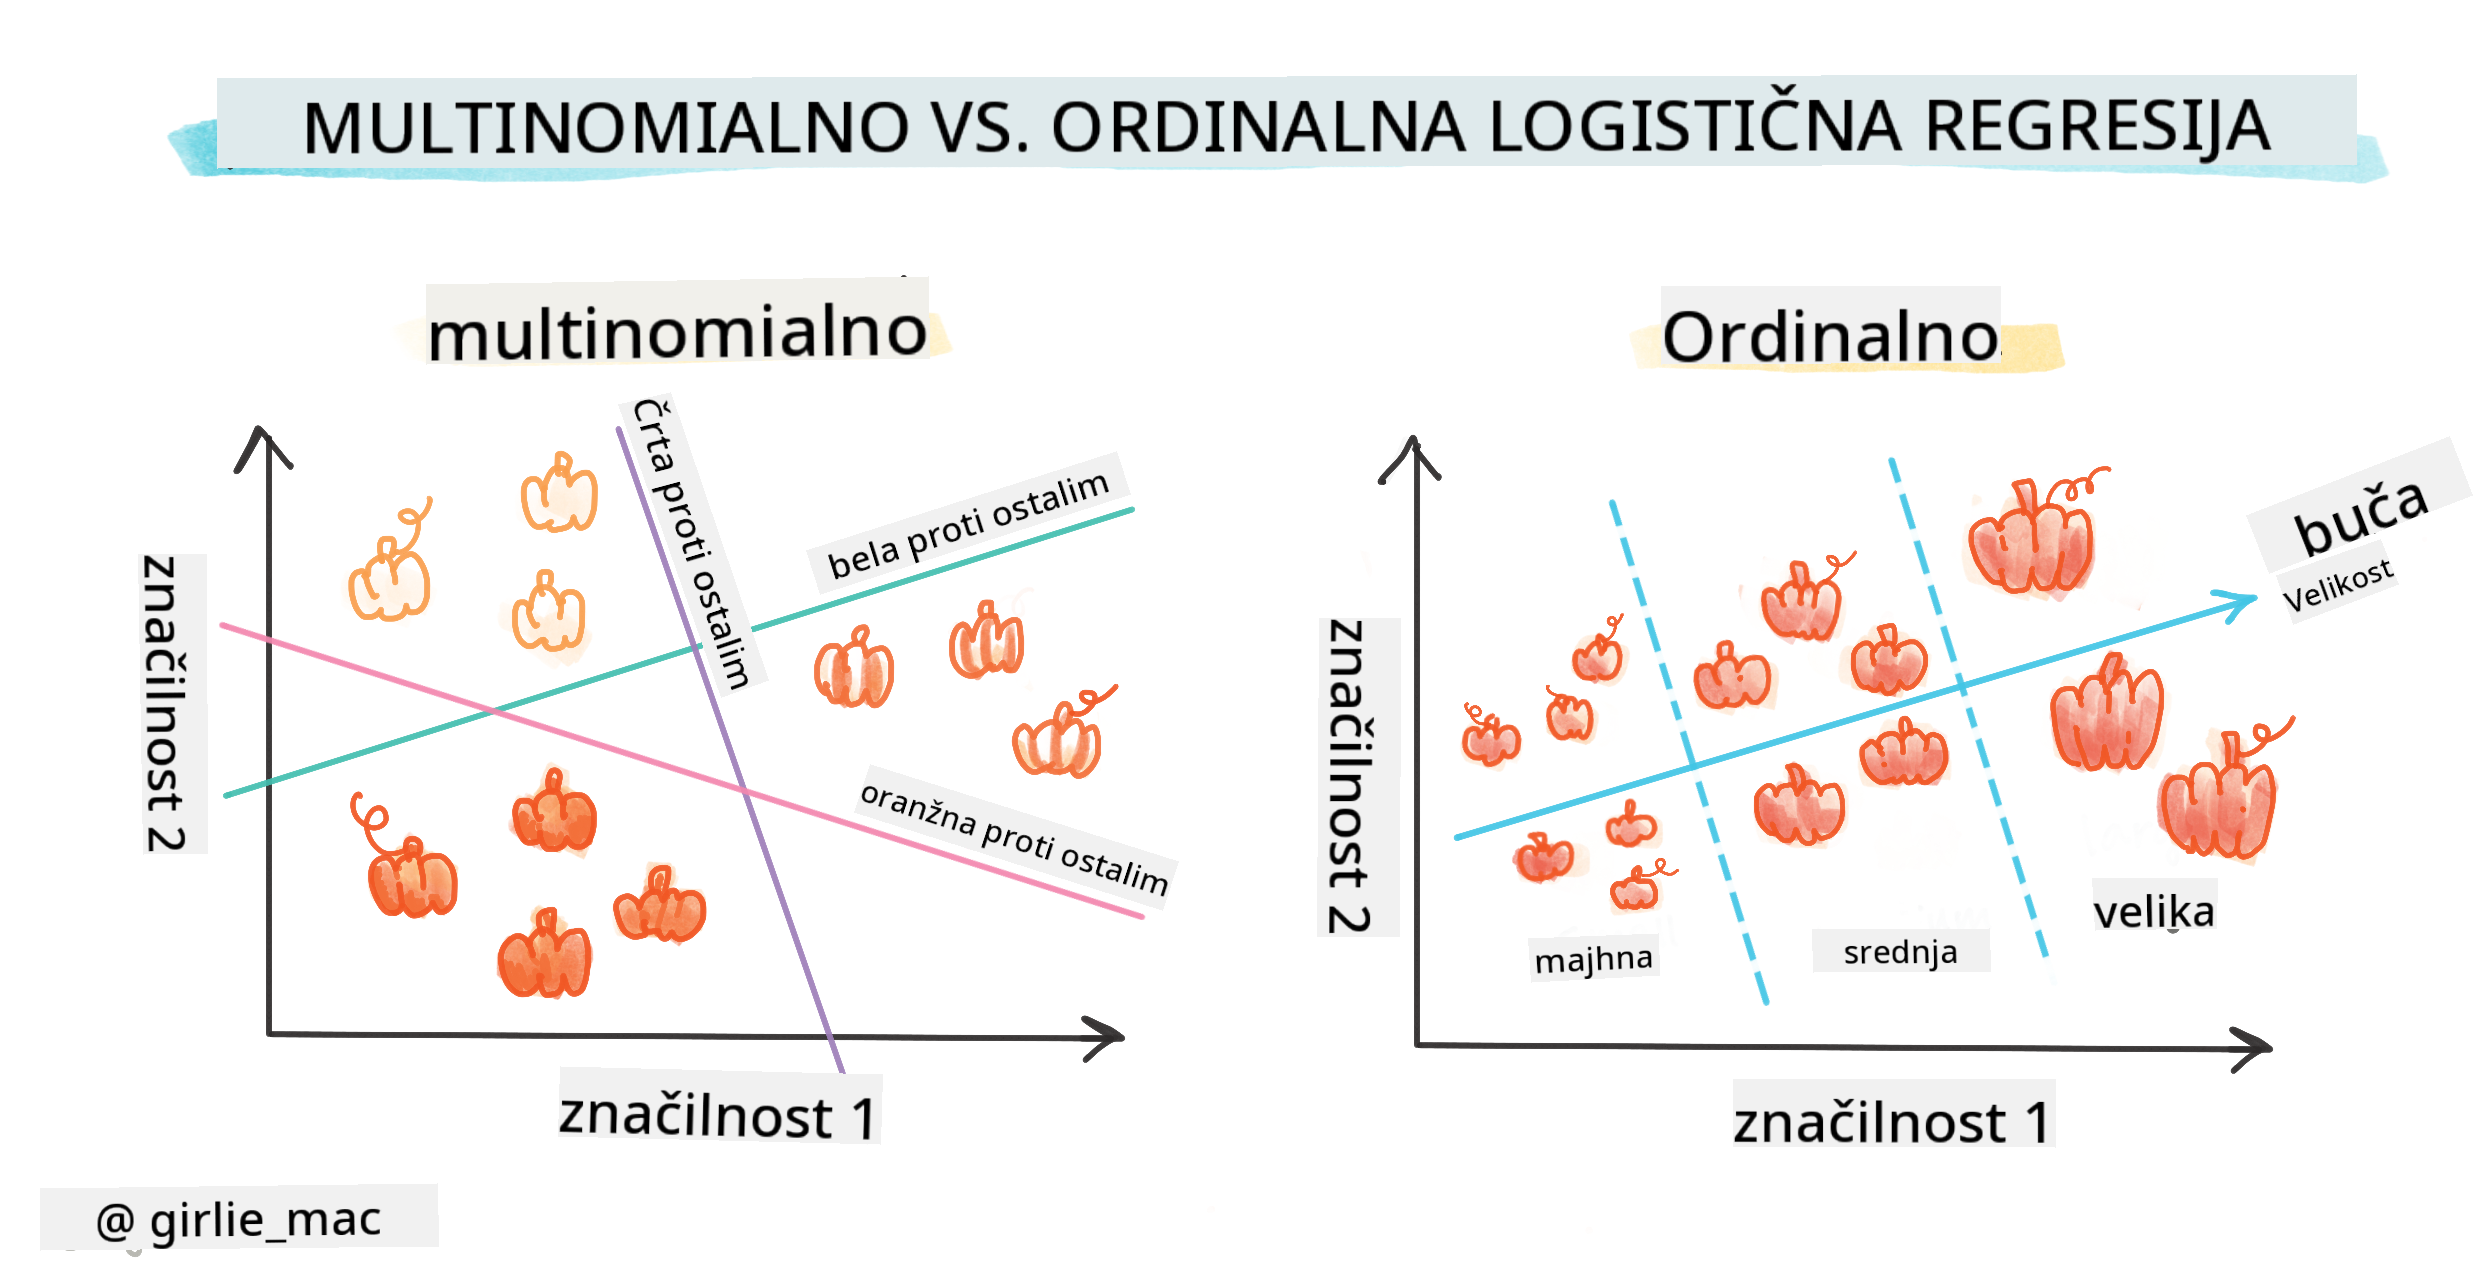 MULTINOMIALNO VS. ORDINALNA LOGISTIČNA REGRESIJA
multinomialno
Črta proti ostalim
bela proti ostalim
oranžna proti ostalim
značilnost 2
značilnost 1
Ordinalno
buča
Velikost
značilnost 2
majhna
srednja
velika
značilnost 1
@ girlie_mac